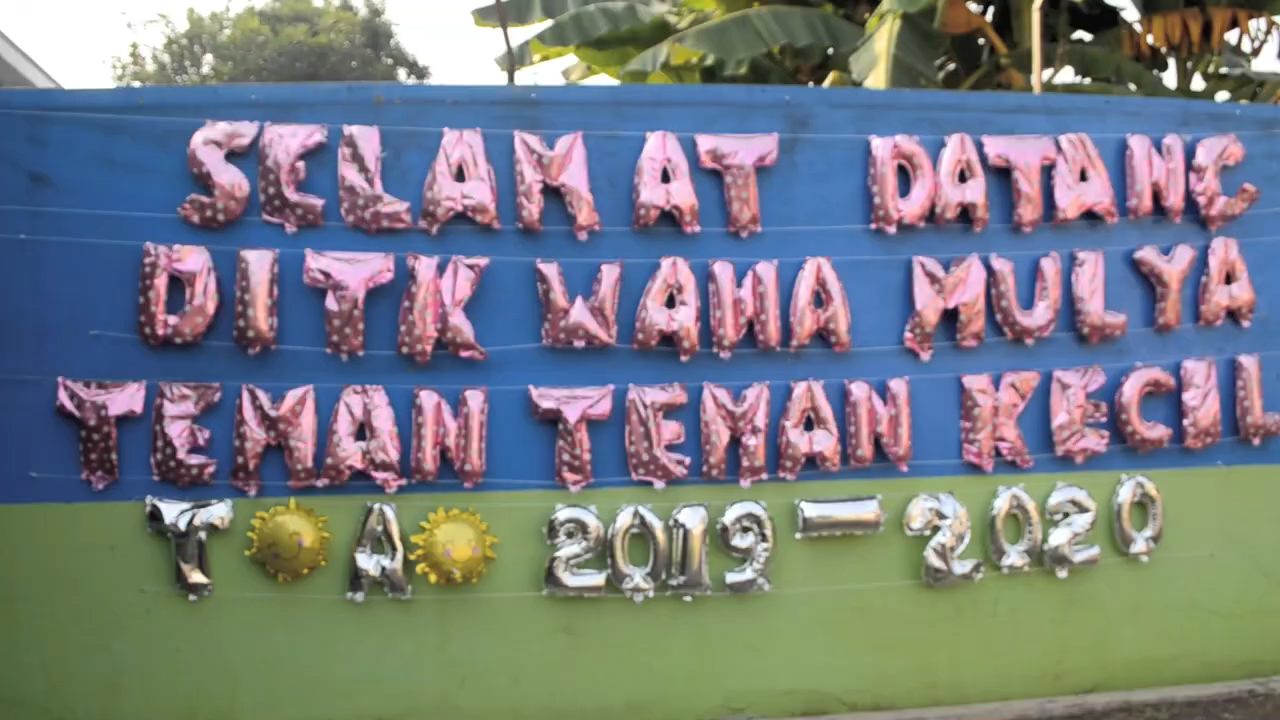 SELAMAT DATANG
DI TK WANA MULYA
TEMAN TEMAN KECIL
T A 2019-2020